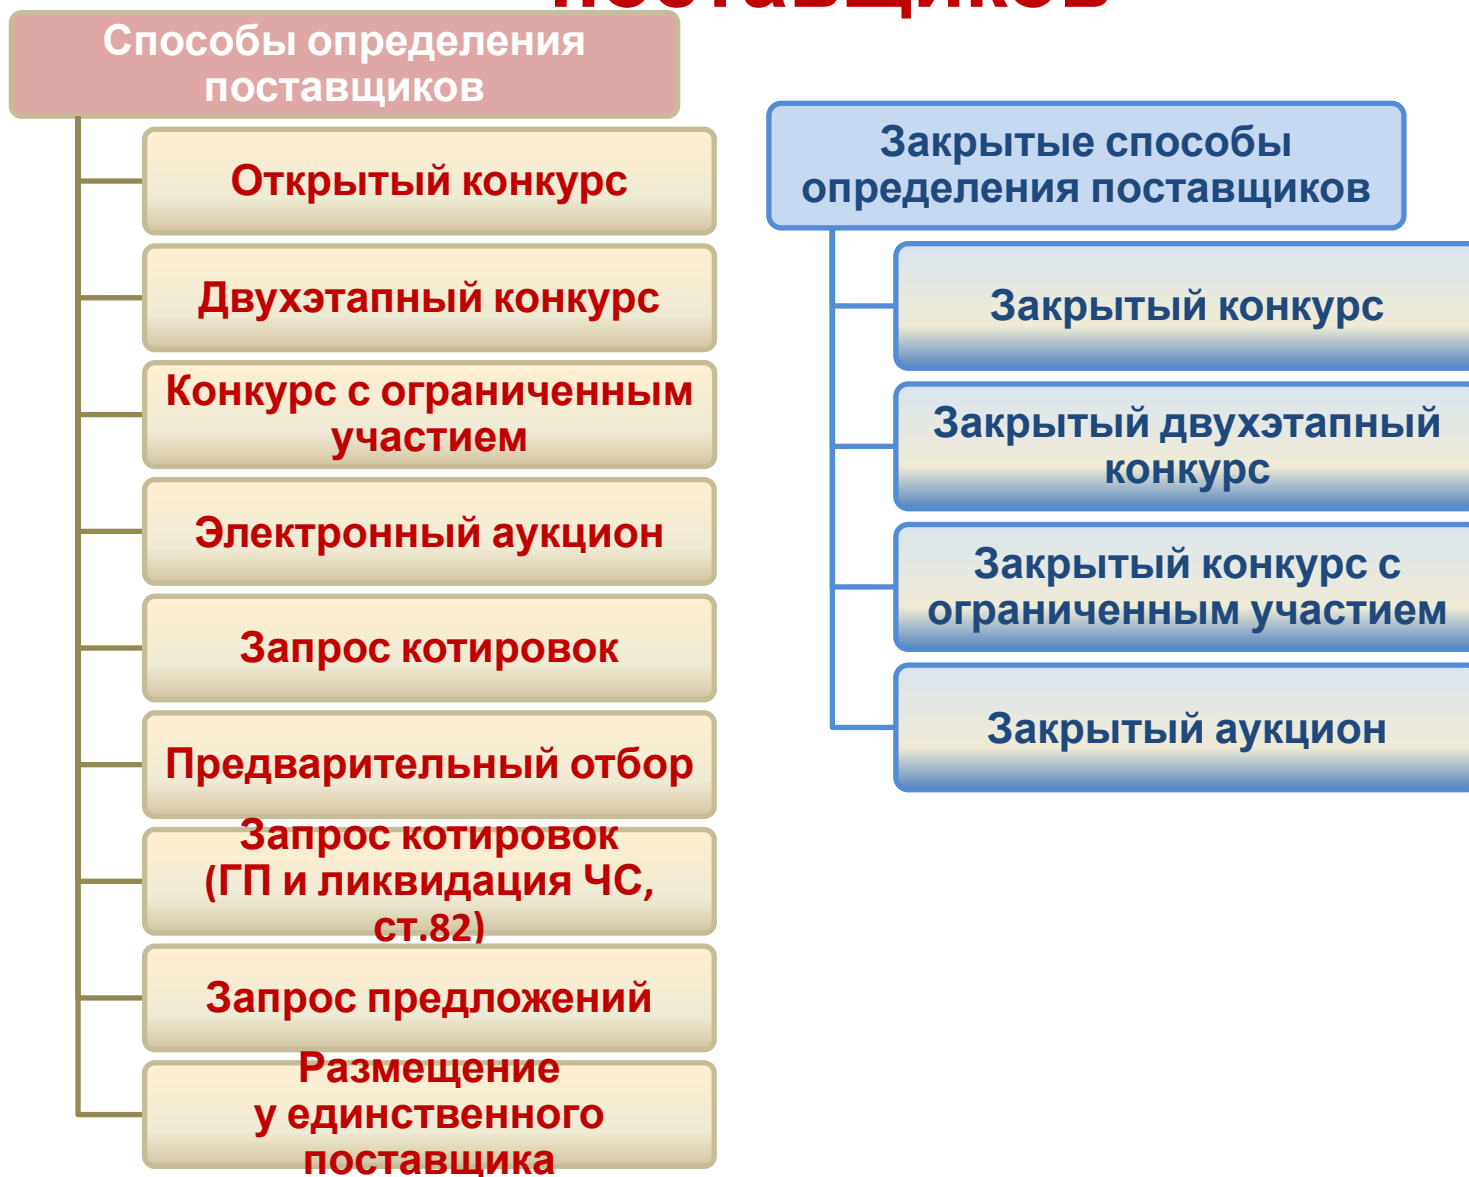 поставщиков
Способы определения
поставщиков
Открытый конкурс
Двухэтапный конкурс
Конкурс с ограниченным
участием
Электронный аукцион
Запрос котировок
Предварительный отбор
Запрос котировок
(ГП и ликвидация ЧС,
ст.82)
Запрос предложений
Размещение
у единственного
поставщика
Закрытые способы
определения поставщиков
Закрытый конкурс
Закрытый двухэтапный
конкурс
Закрытый конкурс с
ограниченным участием
Закрытый аукцион